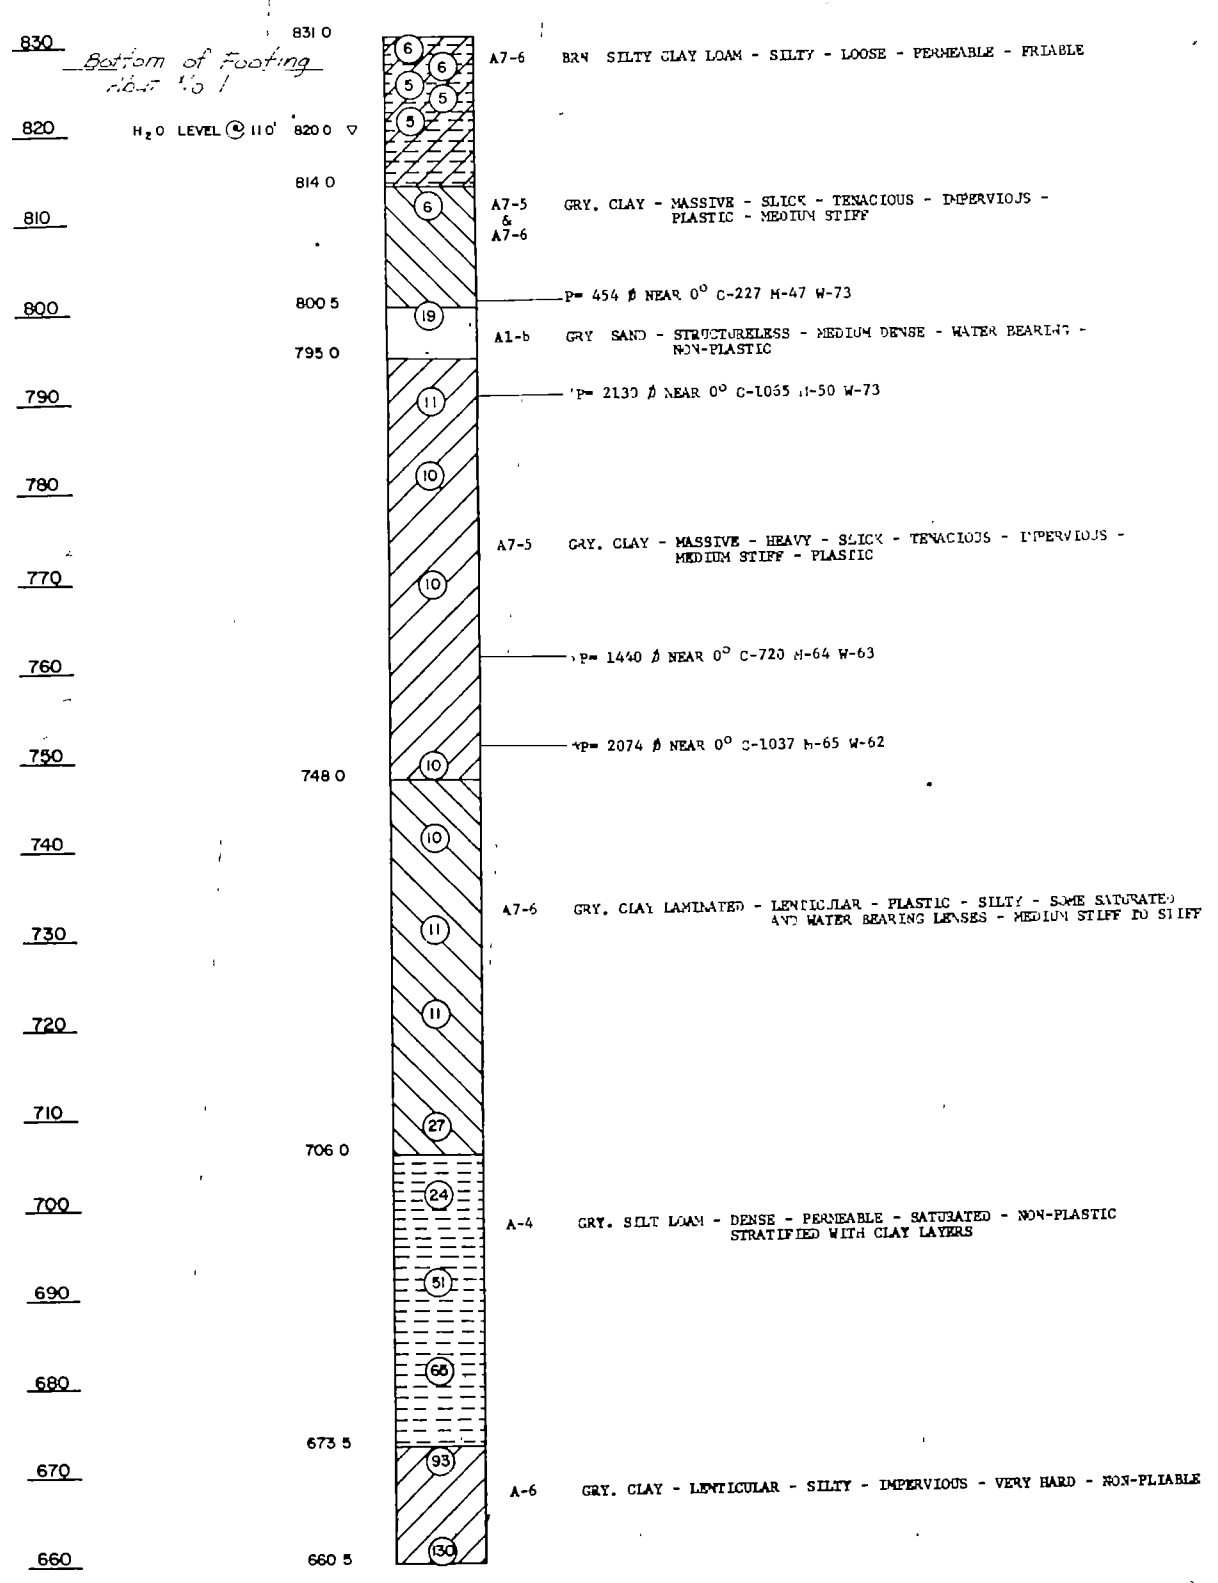 831 0
830
Bottom of Footing
Abut No 1
6
6
5
5
5
A7-6 BRN SILTY CLAY LOAM - SILTY - LOOSE - PERMEABLE - FRIABLE
820
H2O LEVEL @ 11 0' 820 0 ▽
814 0
6
A7-5
&
A7-6
GRY. CLAY - MASSIVE - SLICK - TENACIOUS - IMPERVIOUS -
PLASTIC - MEDIUM STIFF
810
P= 454 Ø NEAR 0° C-227 M-47 W-73
800 5
800
19
A1-b GRY SAND - STRUCTURELESS - MEDIUM DENSE - WATER BEARING -
NON-PLASTIC
795 0
P= 2130 Ø NEAR 0° C-1065 M-50 W-73
790
11
10
780
A7-5 GRY. CLAY - MASSIVE - HEAVY - SLICK - TENACIOUS - IMPERVIOUS -
MEDIUM STIFF - PLASTIC
770
10
P= 1440 Ø NEAR 0° C-720 M-64 W-63
760
P= 2074 Ø NEAR 0° C-1037 M-65 W-62
750
10
748 0
10
740
A7-6 GRY. CLAY LAMINATED - LENTICULAR - PLASTIC - SILTY - SOME SATURATED
AND WATER BEARING LENSES - MEDIUM STIFF TO STIFF
11
730
11
720
710
27
706 0
24
700
A-4 GRY. SILT LOAM - DENSE - PERMEABLE - SATURATED - NON-PLASTIC
STRATIFIED WITH CLAY LAYERS
51
690
68
680
673 5
93
670
A-6 GRY. CLAY - LENTICULAR - SILTY - IMPERVIOUS - VERY HARD - NON-PLIABLE
130
660
660 5